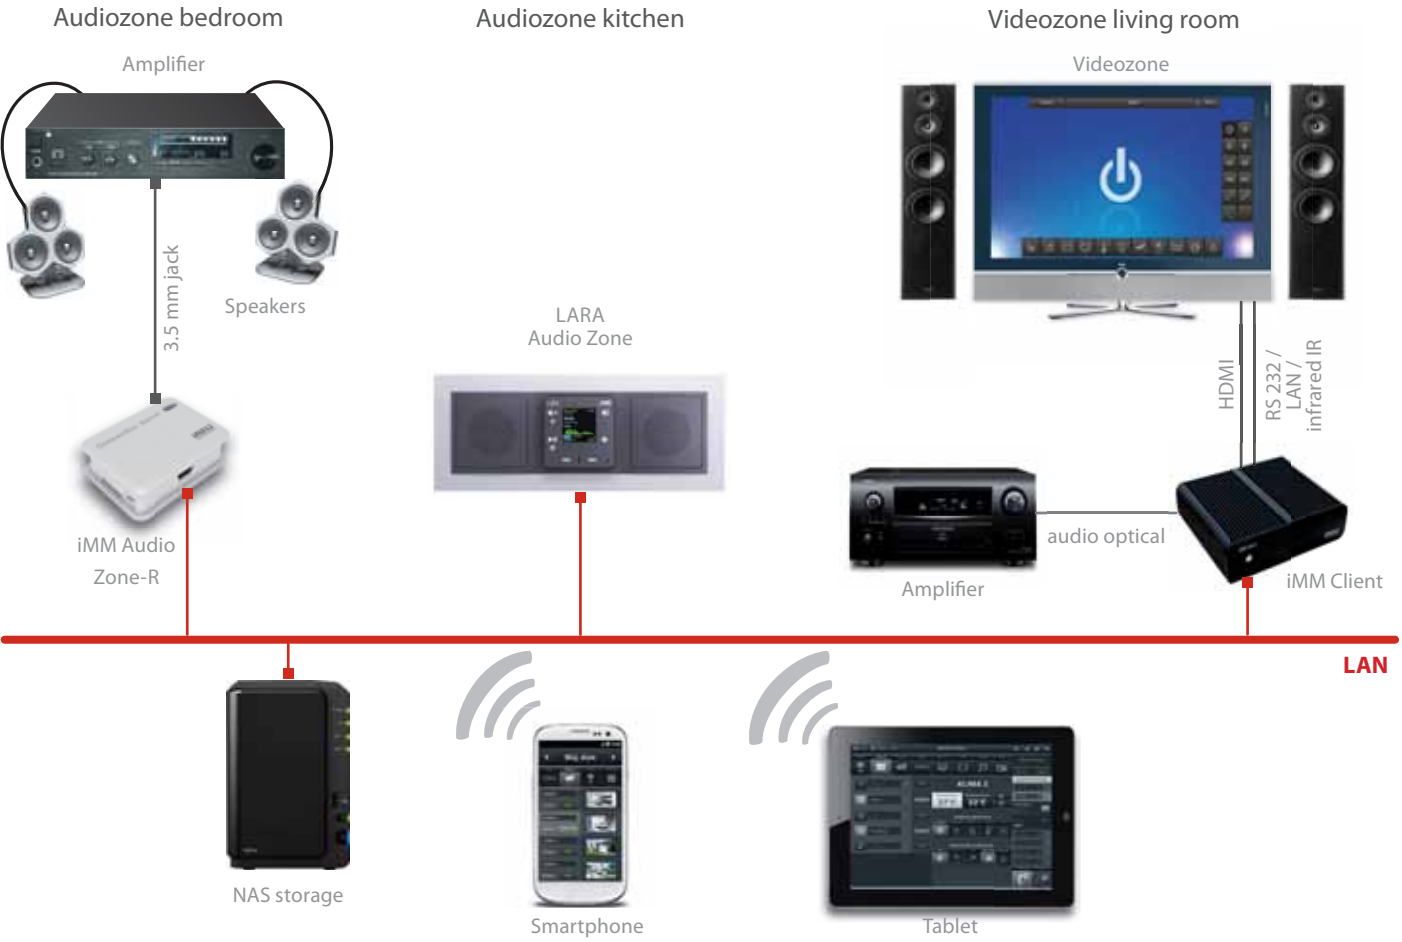 Audiozone bedroom
Audiozone kitchen
Videozone living room
Amplifier
Videozone
Speakers
3.5 mm jack
LARA
Audio Zone
HDMI
RS 232 /
LAN /
infrared IR
iMM Audio
Zone-R
audio optical
Amplifier
iMM Client
LAN
NAS storage
Smartphone
Tablet